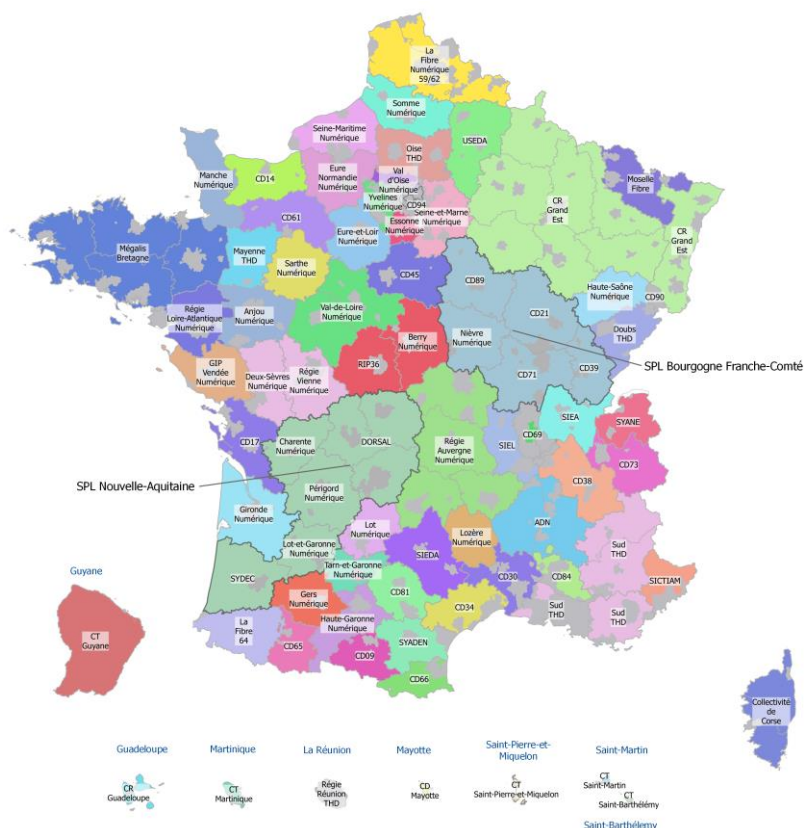 La
Fibre
Numérique
59/62
Somme
Numérique
Seine-Maritime
Numérique
Oise
THD
USEDA
Manche
Numérique
CD14
Eure
Normandie
Numérique
Val
d'Oise
Numérique
Yvelines
Numérique
CD94
Essonne
Numérique
Seine-et-Marne
Numérique
Moselle
Fibre
CR
Grand
Est
CR
Grand
Est
CD61
Mégalis
Bretagne
Mayenne
THD
Sarthe
Numérique
Eure-et-Loir
Numérique
CD45
CD89
Haute-Saône
Numérique
CD90
Régie
Loire-Atlantique
Numérique
Anjou
Numérique
Val-de-Loire
Numérique
Berry
Numérique
Nièvre
Numérique
CD21
Doubs
THD
GIP
Vendée
Numérique
Deux-Sèvres
Numérique
Régie
Vienne
Numérique
RIP36
CD71
CD39
SPL Bourgogne Franche-Comté
CD17
Charente
Numérique
DORSAL
Régie
Auvergne
Numérique
SIEL
CD69
SIEA
SYANE
CD73
CD38
SPL Nouvelle-Aquitaine
Périgord
Numérique
Gironde
Numérique
Lot
Numérique
Lot-et-Garonne
Numérique
SIEDA
Lozère
Numérique
ADN
Sud
THD
SYDEC
Tarn-et-Garonne
Numérique
CD30
CD84
SICTIAM
Gers
Numérique
CD81
CD34
Sud
THD
Sud
THD
La
Fibre
64
CD65
Haute-Garonne
Numérique
CD09
SYADEN
CD66
Guyane
CT
Guyane
Collectivité
de
Corse
Guadeloupe
CR
Guadeloupe
Martinique
CT
Martinique
La Réunion
Régie
Réunion
THD
Mayotte
CD
Mayotte
Saint-Pierre-et-
Miquelon
CT
Saint-Pierre-et-Miquelon
Saint-Martin
CT
Saint-Martin
CT
Saint-Barthélémy
Saint-Barthélemy